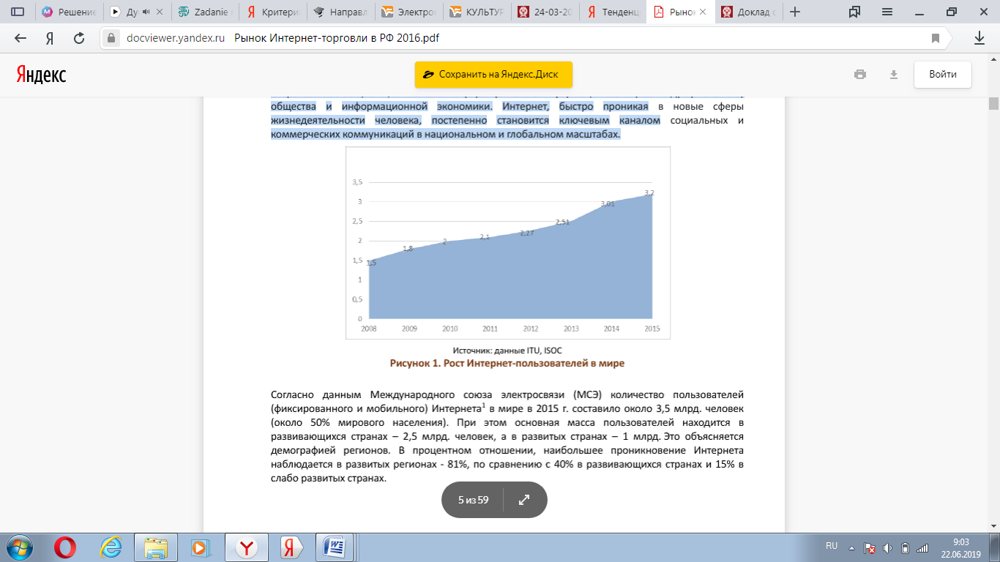 Решение
Ду
Zadanie
Критери
Направл
Электрон
КУЛЬТУР
24-03-20
Тенденц
Рынок
Доклад с
docviewer.yandex.ru Рынок Интернет-торговли в РФ 2016.pdf
Яндекс
Сохранить на Яндекс.Диск
Войти
общества и информационной экономики. Интернет, быстро проникая в новые сферы
жизнедеятельности человека, постепенно становится ключевым каналом социальных и
коммерческих коммуникаций в национальном и глобальном масштабах.
3,5
3
2,5
2
1,5
1
0,5
0
1,5
1,8
2
2,1
2,27
2,51
3,01
3,2
2008 2009 2010 2011 2012 2013 2014 2015
Источник: данные ITU, ISOC
Рисунок 1. Рост Интернет-пользователей в мире
Согласно данным Международного союза электросвязи (МСЭ) количество пользователей
(фиксированного и мобильного) Интернета¹ в мире в 2015 г. составило около 3,5 млрд. человек
(около 50% мирового населения). При этом основная масса пользователей находится в
развивающихся странах – 2,5 млрд. человек, а в развитых странах – 1 млрд. Это объясняется
демографией регионов. В процентном отношении, наибольшее проникновение Интернета
наблюдается в развитых регионах - 81%, по сравнению с 40% в развивающихся странах и 15% в
слабо развитых странах.
5 из 59
RU
9:03
22.06.2019